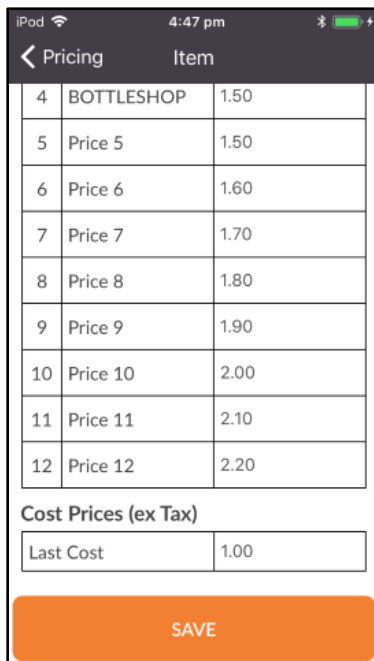 iPod 4:47 pm
Pricing Item
4 BOTTLESHOP 1.50
5 Price 5 1.50
6 Price 6 1.60
7 Price 7 1.70
8 Price 8 1.80
9 Price 9 1.90
10 Price 10 2.00
11 Price 11 2.10
12 Price 12 2.20
Cost Prices (ex Tax)
Last Cost 1.00
SAVE